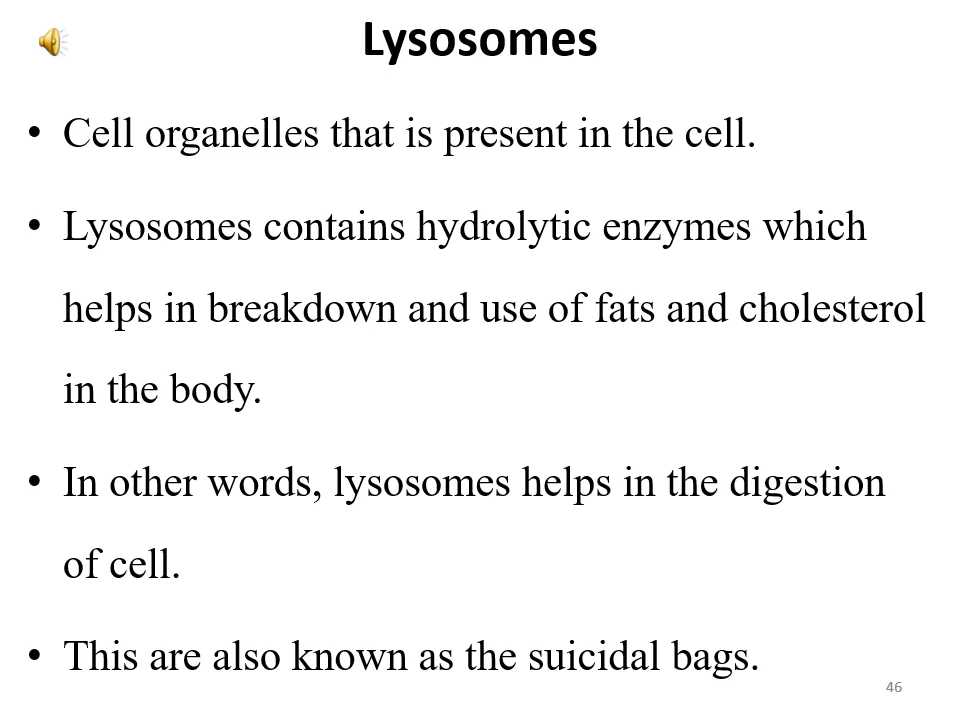 Lysosomes
• Cell organelles that is present in the cell.
• Lysosomes contains hydrolytic enzymes which
helps in breakdown and use of fats and cholesterol
in the body.
• In other words, lysosomes helps in the digestion
of cell.
• This are also known as the suicidal bags.
46